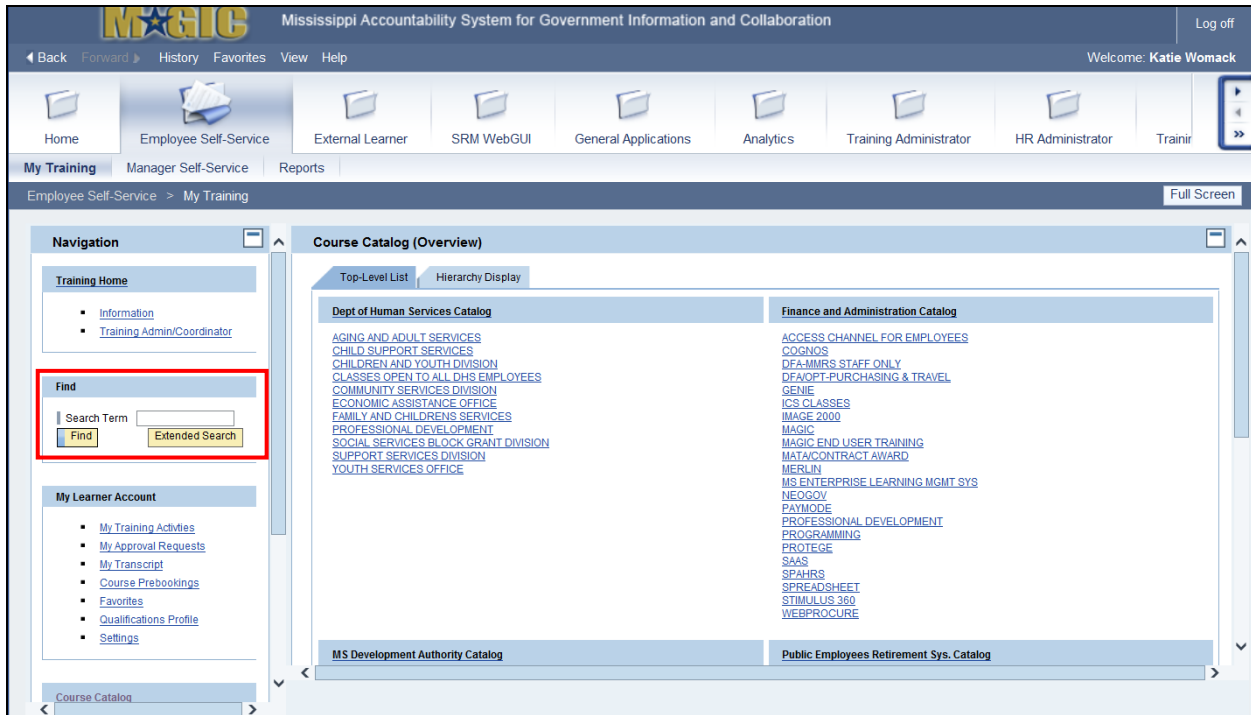 MAGIC
Mississippi Accountability System for Government Information and Collaboration
Log off
Back Forward History Favorites View Help
Welcome: Katie Womack
Home
Employee Self-Service
External Learner
SRM WebGUI
General Applications
Analytics
Training Administrator
HR Administrator
Trainir
My Training
Manager Self-Service
Reports
Employee Self-Service > My Training
Full Screen
Navigation
Training Home
Information
Training Admin/Coordinator
Find
Search Term
Find
Extended Search
My Learner Account
My Training Activties
My Approval Requests
My Transcript
Course Prebookings
Favorites
Qualifications Profile
Settings
Course Catalog
Course Catalog (Overview)
Top-Level List
Hierarchy Display
Dept of Human Services Catalog
AGING AND ADULT SERVICES
CHILD SUPPORT SERVICES
CHILDREN AND YOUTH DIVISION
CLASSES OPEN TO ALL DHS EMPLOYEES
COMMUNITY SERVICES DIVISION
ECONOMIC ASSISTANCE OFFICE
FAMILY AND CHILDRENS SERVICES
PROFESSIONAL DEVELOPMENT
SOCIAL SERVICES BLOCK GRANT DIVISION
SUPPORT SERVICES DIVISION
YOUTH SERVICES OFFICE
Finance and Administration Catalog
ACCESS CHANNEL FOR EMPLOYEES
COGNOS
DFA-MMRS STAFF ONLY
DFA/OPT-PURCHASING & TRAVEL
GENIE
ICS CLASSES
IMAGE 2000
MAGIC
MAGIC END USER TRAINING
MATA/CONTRACT AWARD
MERLIN
MS ENTERPRISE LEARNING MGMT SYS
NEOGOV
PAYMODE
PROFESSIONAL DEVELOPMENT
PROGRAMMING
PROTEGE
SAAS
SPAHRS
SPREADSHEET
STIMULUS 360
WEBPROCURE
MS Development Authority Catalog
Public Employees Retirement Sys. Catalog